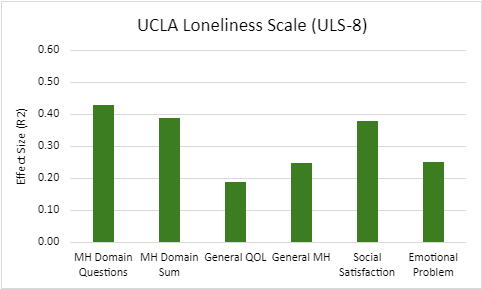 UCLA Loneliness Scale (ULS-8)
0.60
0.50
0.40
0.30
0.20
0.10
0.00
Effect Size (R2)
MH Domain
Questions
MH Domain
Sum
General QOL
General MH
Social
Satisfaction
Emotional
Problem